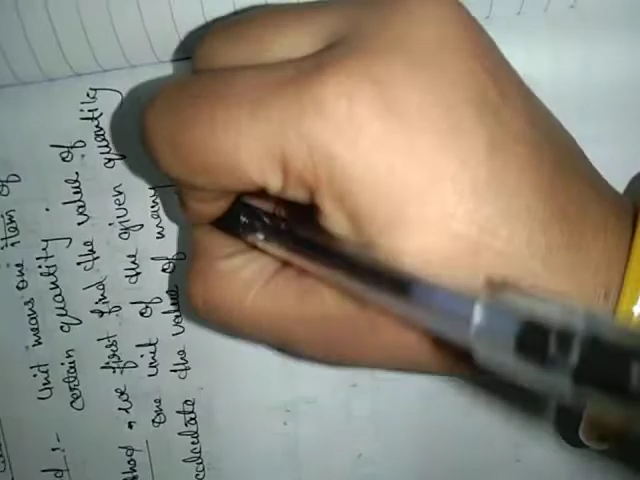 d :- Unit means one item of
certain quantity.
thod , we first find the value of
one unit of the given quantity
calculate the value of many